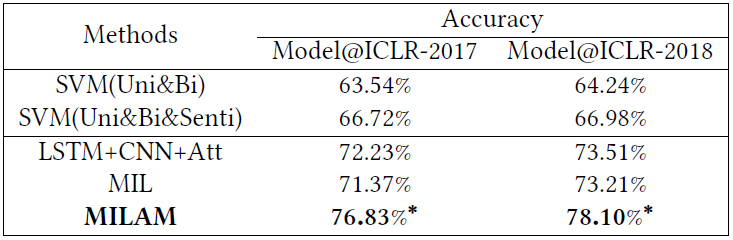 Methods Accuracy
Model@ICLR-2017 Model@ICLR-2018
SVM(Uni&Bi) 63.54% 64.24%
SVM(Uni&Bi&Senti) 66.72% 66.98%
LSTM+CNN+Att 72.23% 73.51%
MIL 71.37% 73.21%
MILAM 76.83%* 78.10%*